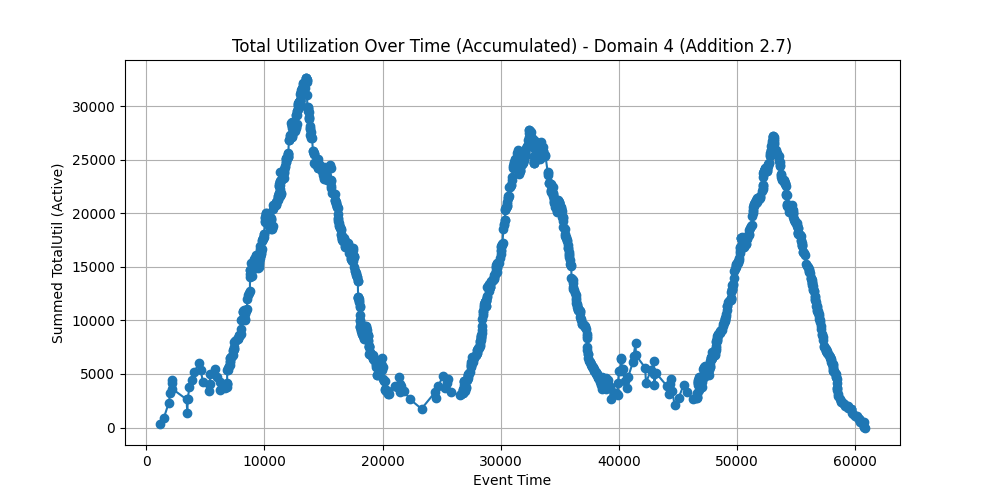 Total Utilization Over Time (Accumulated) - Domain 4 (Addition 2.7)
Summed TotalUtil (Active)
30000
25000
20000
15000
10000
5000
0
0 10000 20000 30000 40000 50000 60000
Event Time